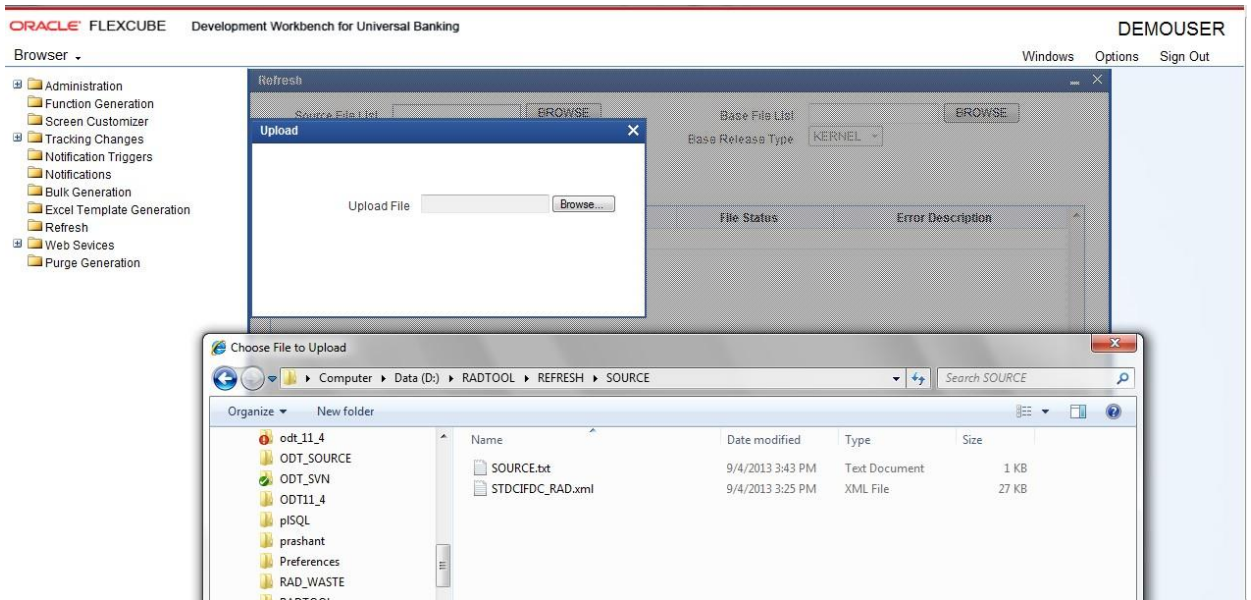 ORACLE FLEXCUBE Development Workbench for Universal Banking DEMOUSER
Browser Windows Options Sign Out
Administration
Function Generation
Screen Customizer
Tracking Changes
Notification Triggers
Notifications
Bulk Generation
Excel Template Generation
Refresh
Web Sevices
Purge Generation
Refresh
Source File List BROWSE Base File List BROWSE
Base Release Type KERNEL
File Status Error Description
Upload
Upload File Browse...
Choose File to Upload
Computer Data (D:) RADTOOL REFRESH SOURCE Search SOURCE
Organize New folder
odt_11_4
ODT_SOURCE
ODT_SVN
ODT11_4
plSQL
prashant
Preferences
RAD_WASTE
RADTOOL
Name Date modified Type Size
SOURCE.txt 9/4/2013 3:43 PM Text Document 1 KB
STDCIFDC_RAD.xml 9/4/2013 3:25 PM XML File 27 KB